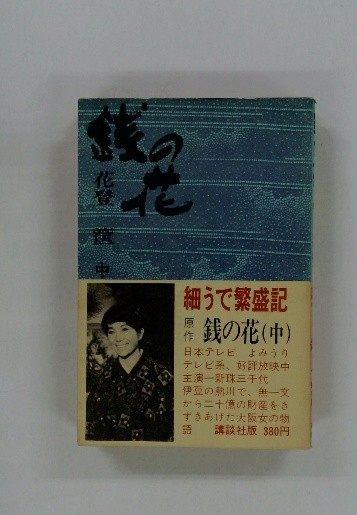 銭の花
花登筺
中
細うで繁盛記
原作 銭の花(中)
日本テレビ よみうり
テレビ系、好評放映中
主演―新珠三千代
伊豆の熱川で、無一文
から二十億の財産をき
ずきあげた大阪女の物
語 講談社版 380円